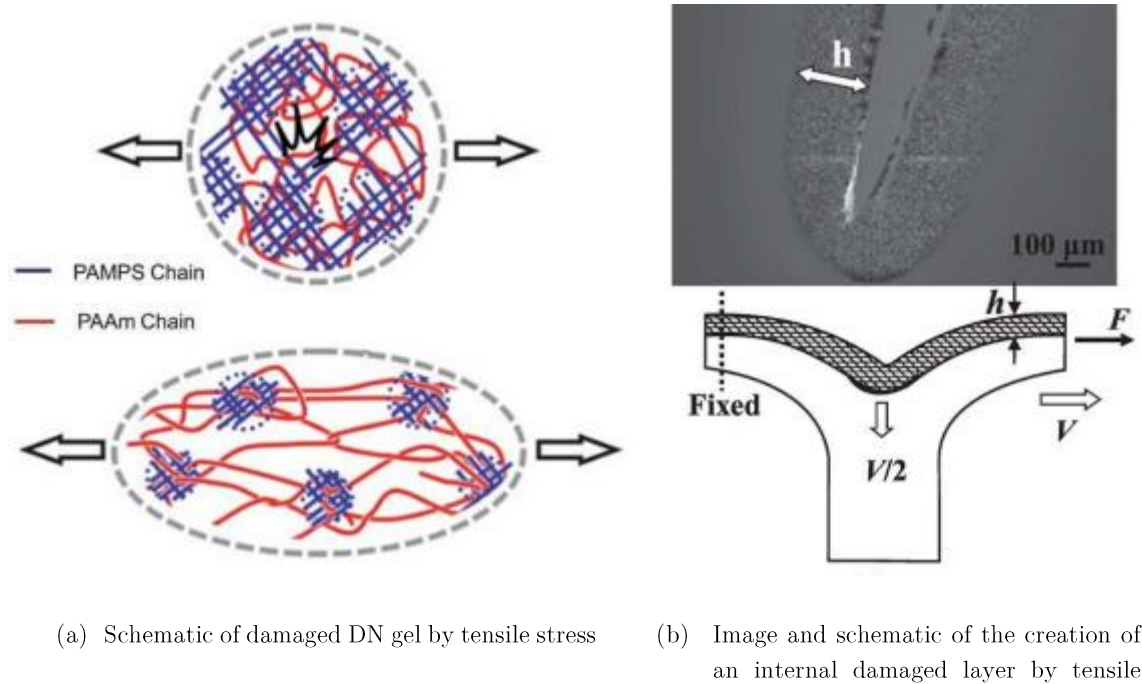 PAMPS Chain
PAAm Chain
h
100 µm
h
F
Fixed
V
V/2
(a) Schematic of damaged DN gel by tensile stress
(b) Image and schematic of the creation of
an internal damaged layer by tensile